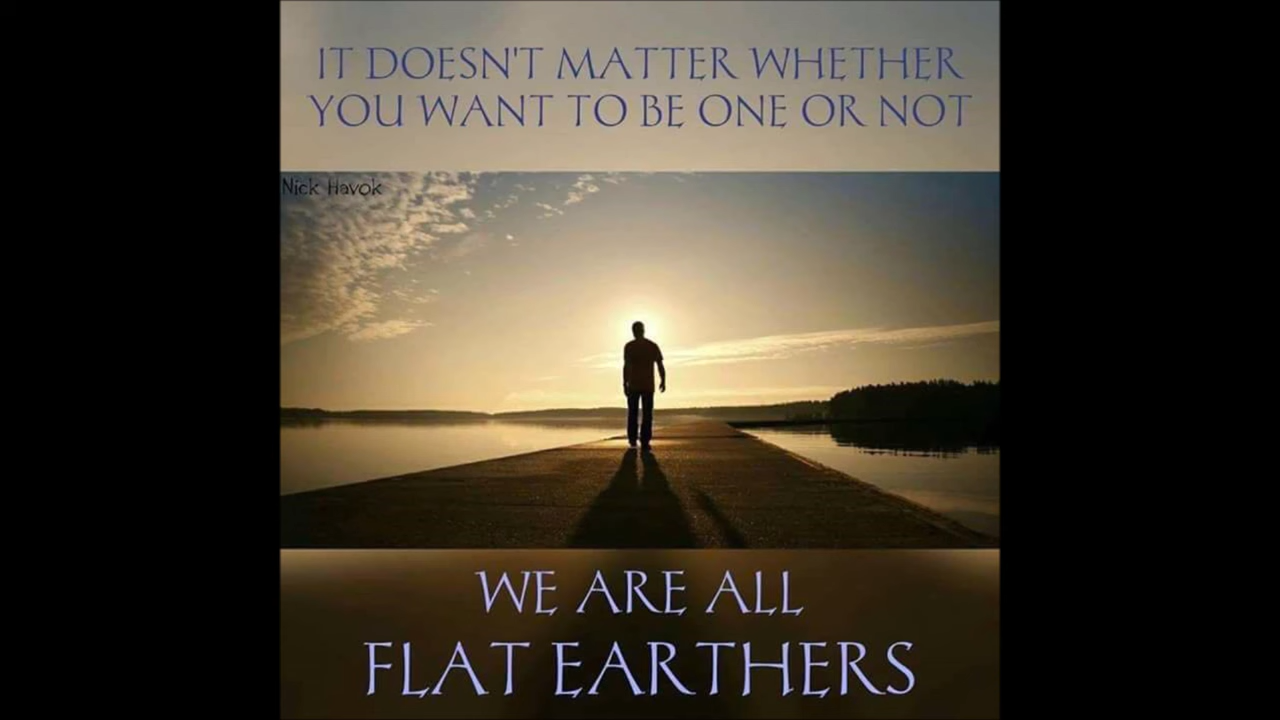 IT DOESN'T MATTER WHETHER
YOU WANT TO BE ONE OR NOT
Nick Havok
WE ARE ALL
FLAT EARTHERS